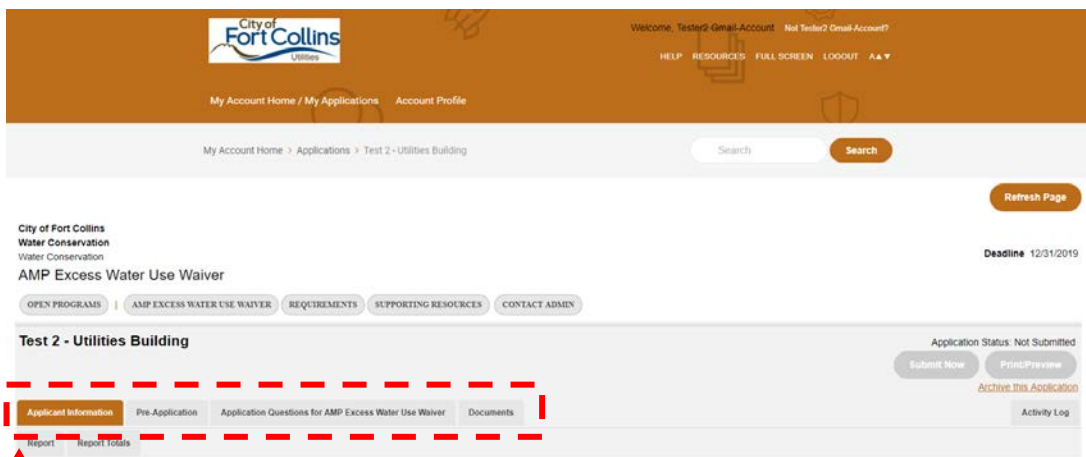 City of
Fort Collins
Utilities
Welcome, Tester2-Gmail-Account Not Tester2 Gmail-Account?
HELP RESOURCES FULL SCREEN LOGOUT AA▼
My Account Home / My Applications Account Profile
My Account Home > Applications > Test 2 - Utilities Building
Search Search
Refresh Page
City of Fort Collins
Water Conservation
Water Conservation
Deadline 12/31/2019
AMP Excess Water Use Waiver
OPEN PROGRAMS | AMP EXCESS WATER USE WAIVER REQUIREMENTS SUPPORTING RESOURCES CONTACT ADMIN
Test 2 - Utilities Building
Application Status: Not Submitted
Submit Now Print/Preview
Archive this Application
Applicant Information Pre-Application Application Questions for AMP Excess Water Use Waiver Documents Activity Log
Report Report Totals